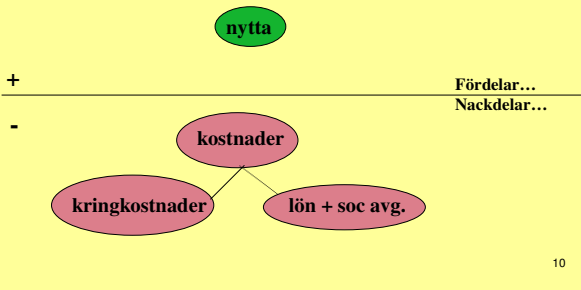 nytta
+
Fördelar…
Nackdelar…
-
kostnader
kringkostnader
lön + soc avg.
10